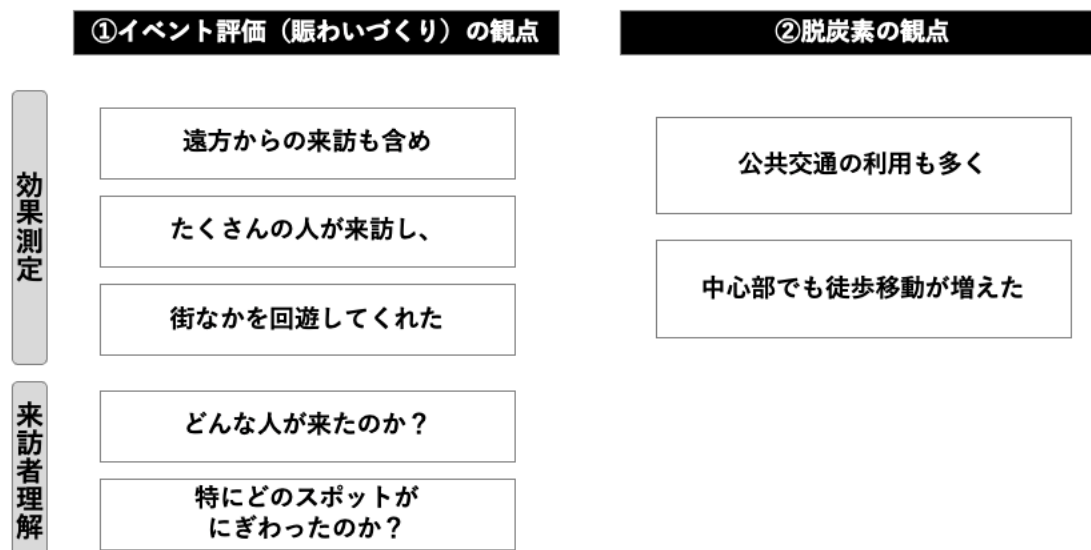 ①イベント評価（賑わいづくり）の観点
②脱炭素の観点
効果測定
遠方からの来訪も含め
たくさんの人が来訪し、
街なかを回遊してくれた
公共交通の利用も多く
中心部でも徒歩移動が増えた
来訪者理解
どんな人が来たのか？
特にどのスポットが
にぎわったのか？